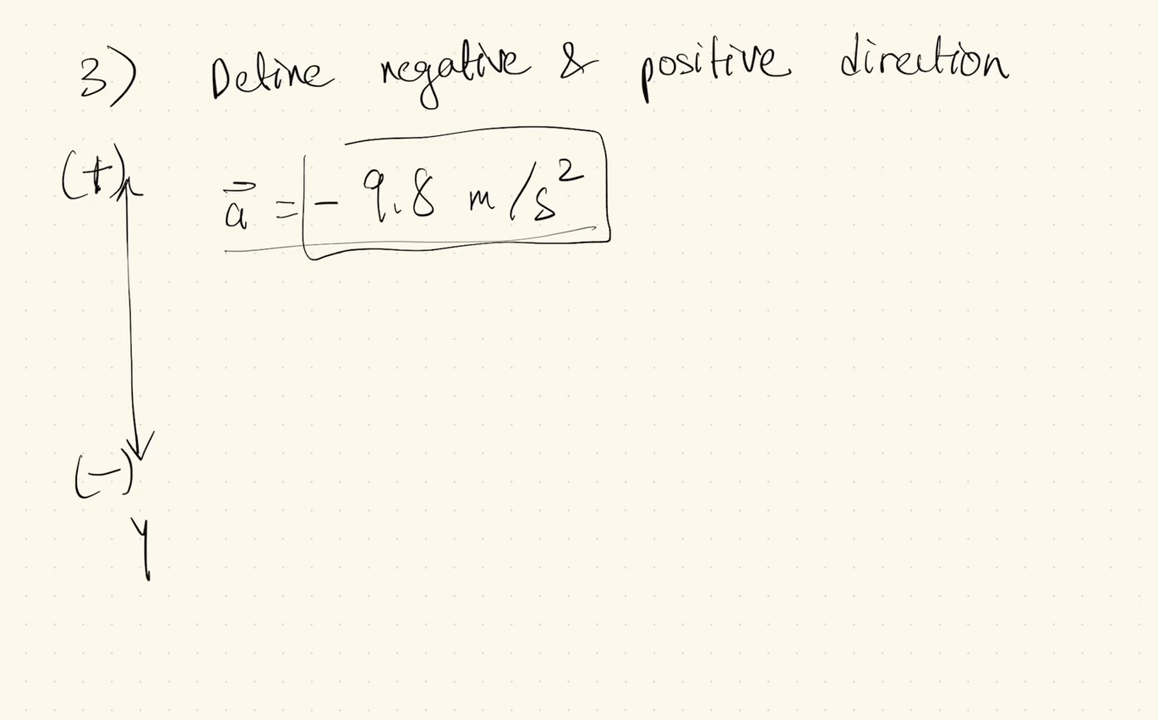 3) Define negative & positive direction
(+)
a⃗ = - 9.8 m/s²
(-)
Y